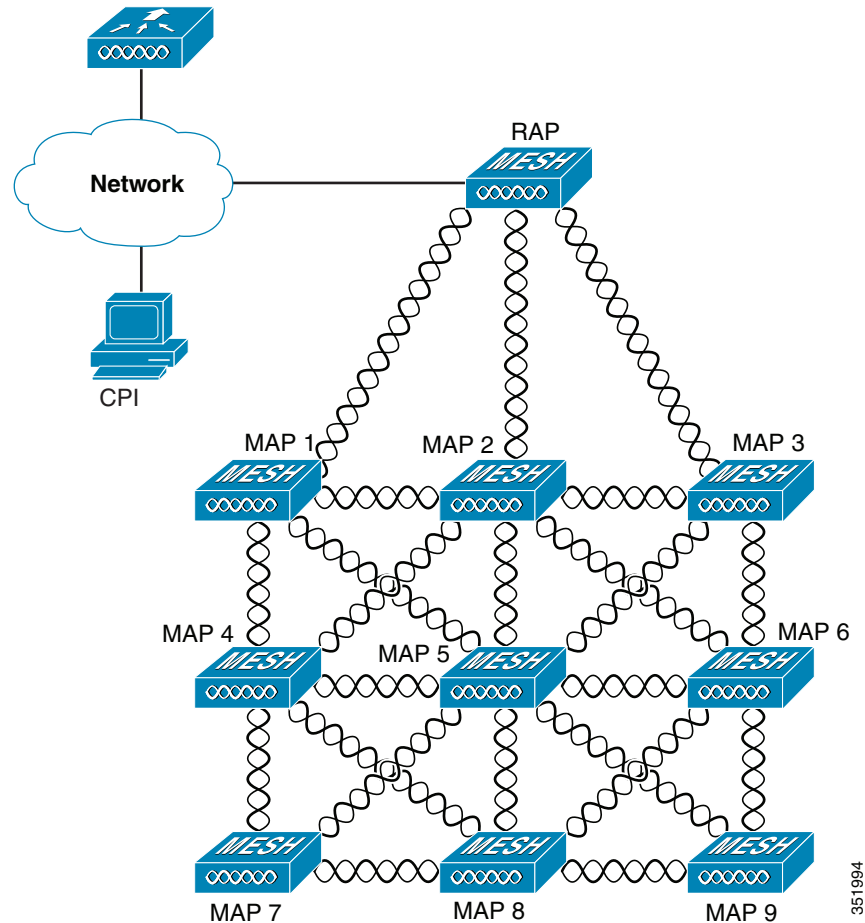 RAP
MESH
Network
CPI
MAP 1
MAP 2
MAP 3
MESH
MESH
MESH
MAP 4
MAP 5
MAP 6
MESH
MESH
MESH
MESH
MESH
MESH
MAP 7
MAP 8
MAP 9
351994